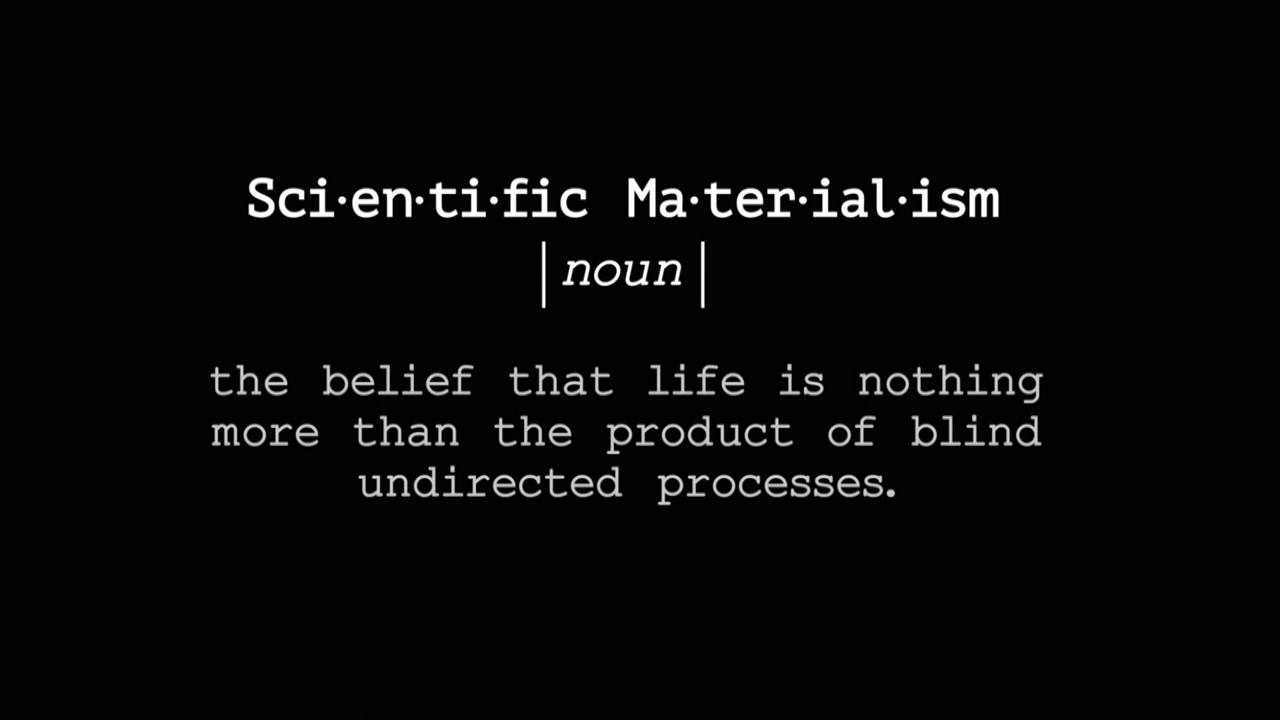 Sci·en·ti·fic Ma·ter·ial·ism
|noun|
the belief that life is nothing
more than the product of blind
undirected processes.